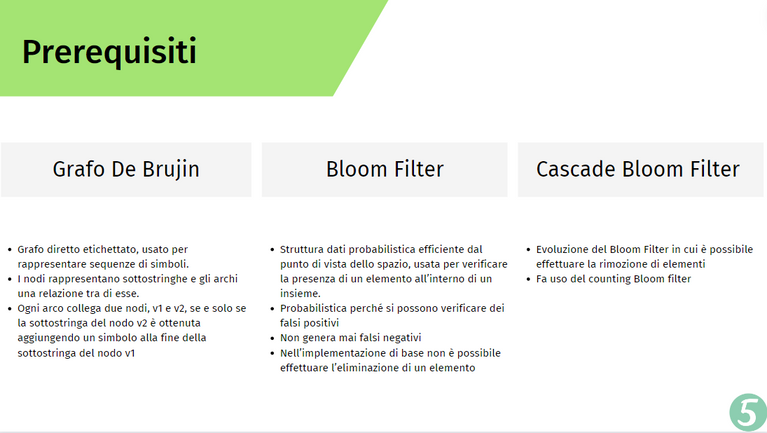 Prerequisiti
Grafo De Brujin
Grafo diretto etichettato, usato per
rappresentare sequenze di simboli.
I nodi rappresentano sottostringhe e gli archi
una relazione tra di esse.
Ogni arco collega due nodi, v1 e v2, se e solo se
la sottostringa del nodo v2 è ottenuta
aggiungendo un simbolo alla fine della
sottostringa del nodo v1
Bloom Filter
Struttura dati probabilistica efficiente dal
punto di vista dello spazio, usata per verificare
la presenza di un elemento all'interno di un
insieme.
Probabilistica perché si possono verificare dei
falsi positivi
Non genera mai falsi negativi
Nell'implementazione di base non è possibile
effettuare l'eliminazione di un elemento
Cascade Bloom Filter
Evoluzione del Bloom Filter in cui è possibile
effettuare la rimozione di elementi
Fa uso del counting Bloom filter
5